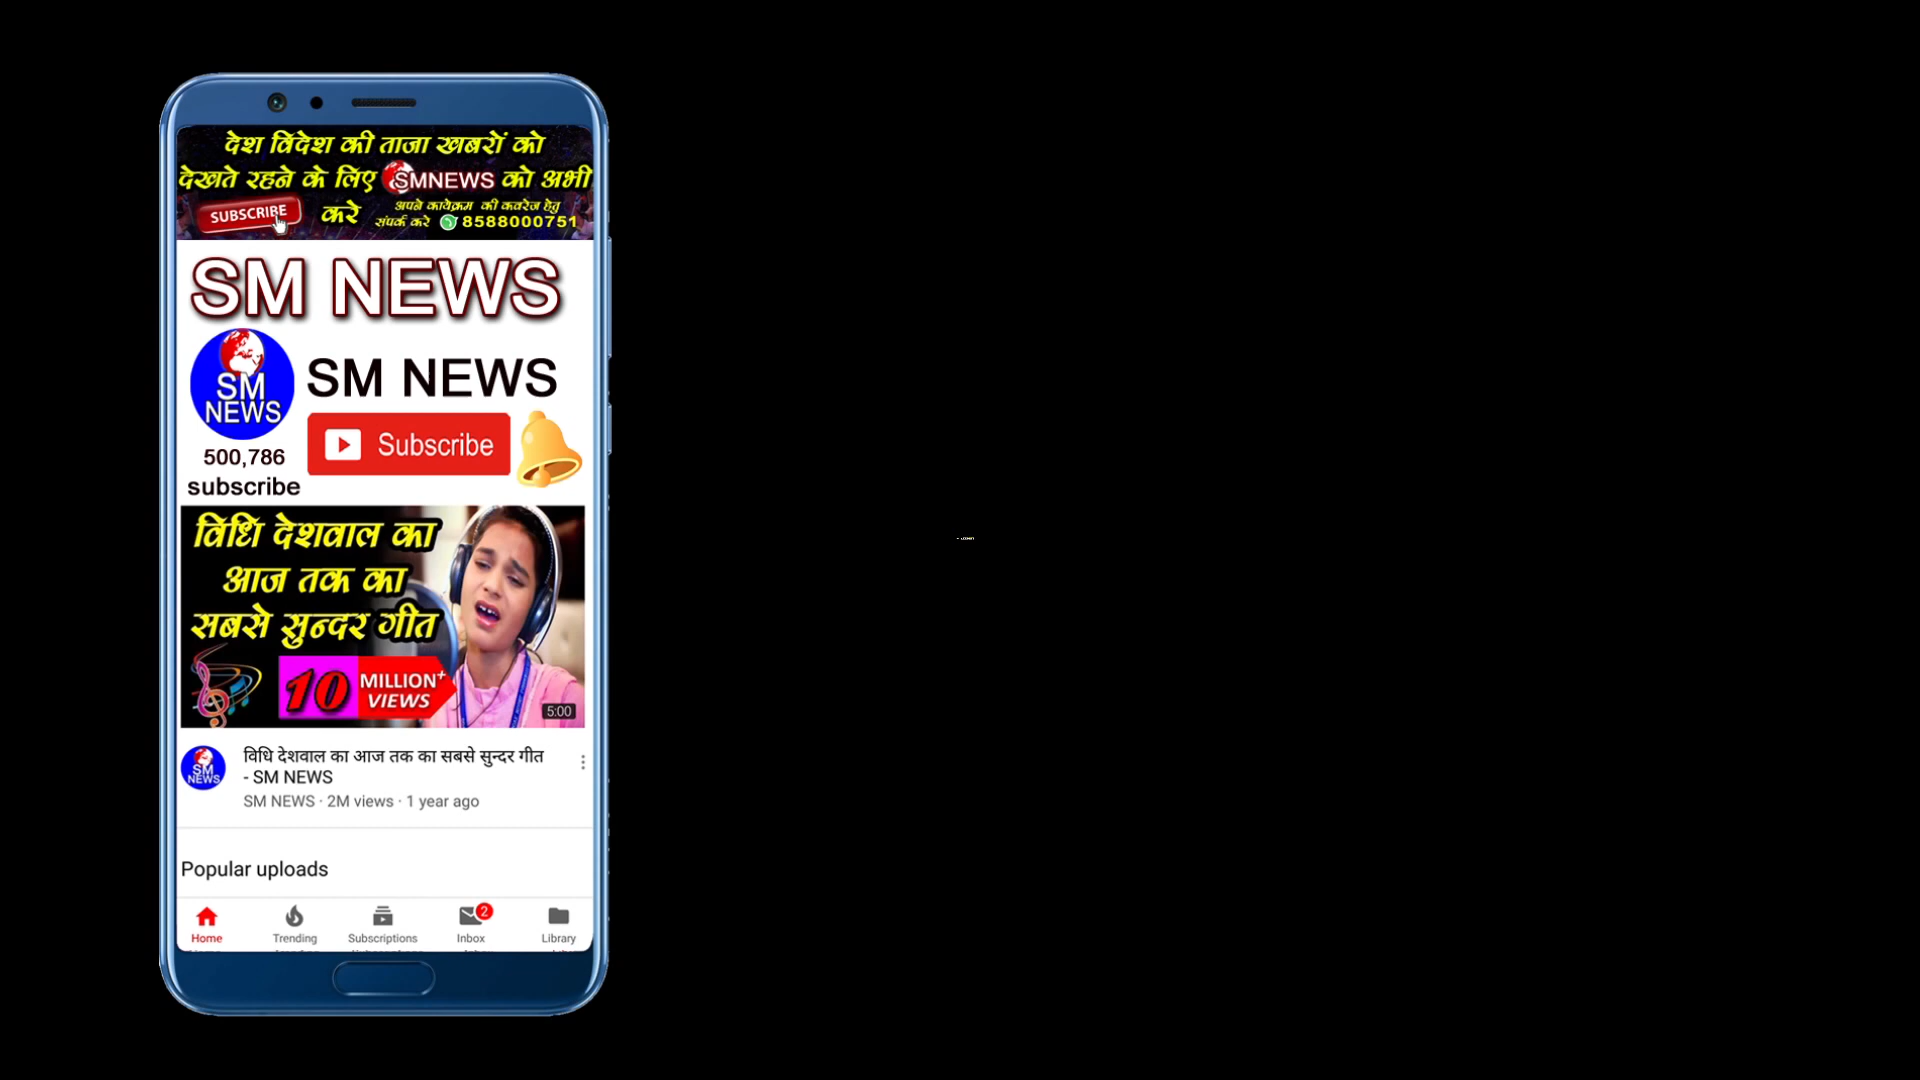 देश विदेश की ताजा खबरों को
देखते रहने के लिए SMNEWS को अभी
SUBSCRIBE करे
अपने कार्यक्रम की कवरेज हेतु
संपर्क करे 8588000751
SM NEWS
SM
NEWS
SM NEWS
Subscribe
500,786
subscribe
विधि देशवाल का
आज तक का
सबसे सुन्दर गीत
10 MILLION+
VIEWS
5:00
SM
NEWS
विधि देशवाल का आज तक का सबसे सुन्दर गीत
- SM NEWS
SM NEWS · 2M views · 1 year ago
Popular uploads
2
Home Trending Subscriptions Inbox Library